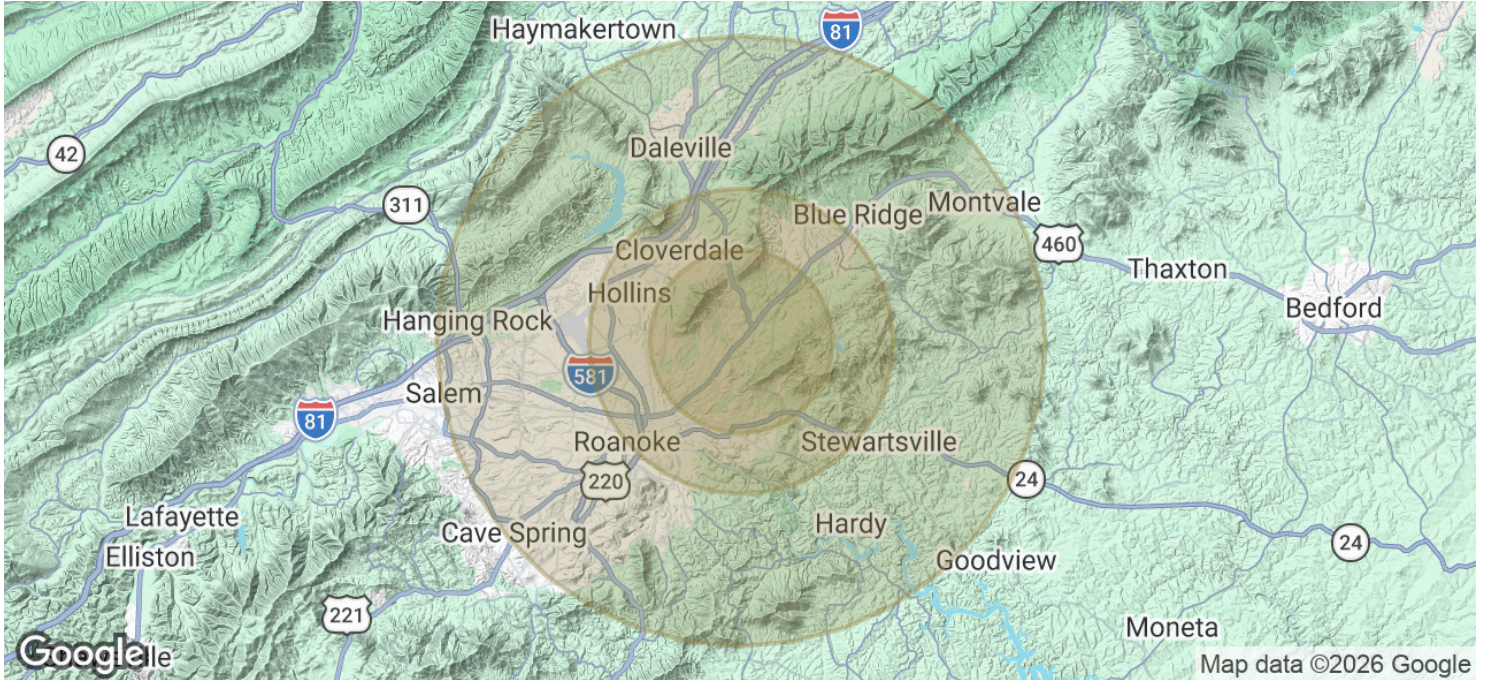 Haymakertown
81
42
Daleville
311
Montvale
Blue Ridge
460
Cloverdale
Thaxton
Hollins
Bedford
Hanging Rock
581
Salem
81
Roanoke
Stewartsville
220
24
Lafayette
Hardy
Cave Spring
24
Elliston
Goodview
221
Moneta
Google
Map data ©2026 Google